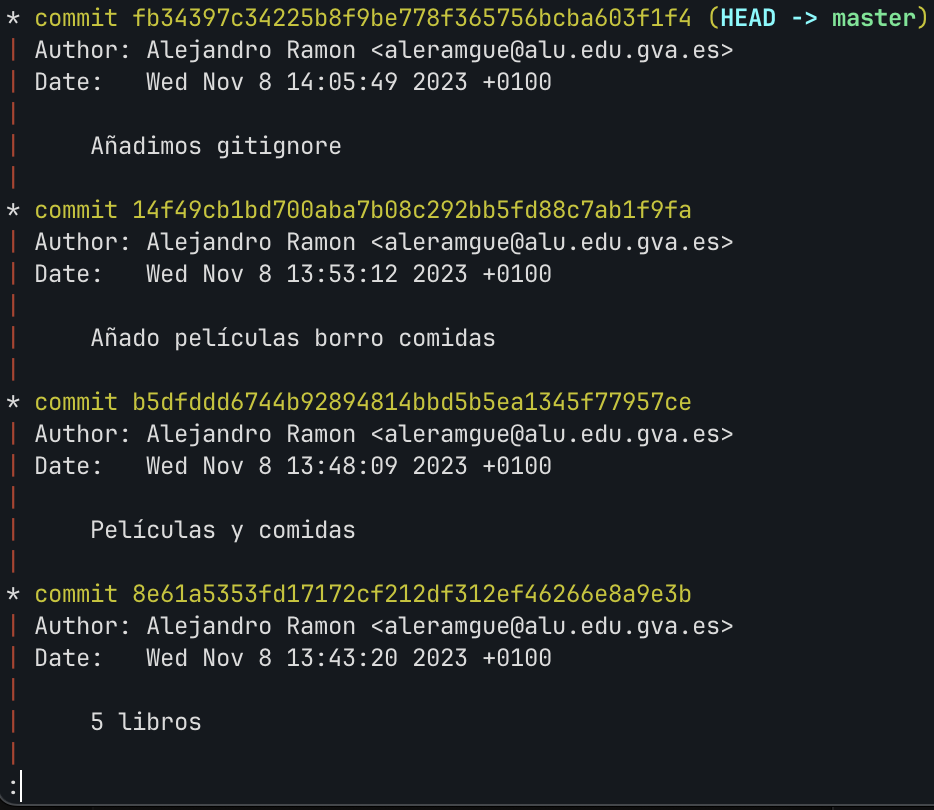 * commit fb34397c34225b8f9be778f365756bcba603f1f4 (HEAD -> master)
| Author: Alejandro Ramon <aleramgue@alu.edu.gva.es>
| Date:   Wed Nov 8 14:05:49 2023 +0100
|
|     Añadimos gitignore
|
* commit 14f49cb1bd700aba7b08c292bb5fd88c7ab1f9fa
| Author: Alejandro Ramon <aleramgue@alu.edu.gva.es>
| Date:   Wed Nov 8 13:53:12 2023 +0100
|
|     Añado películas borro comidas
|
* commit b5dfddd6744b92894814bbd5b5ea1345f77957ce
| Author: Alejandro Ramon <aleramgue@alu.edu.gva.es>
| Date:   Wed Nov 8 13:48:09 2023 +0100
|
|     Películas y comidas
|
* commit 8e61a5353fd17172cf212df312ef46266e8a9e3b
| Author: Alejandro Ramon <aleramgue@alu.edu.gva.es>
| Date:   Wed Nov 8 13:43:20 2023 +0100
|
|     5 libros
|
: